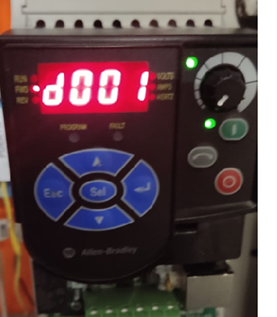 d001
RUN
FWD
REV
VOLTS
AMPS
HERTZ
PROGRAM FAULT
Esc Sel
Allen-Bradley